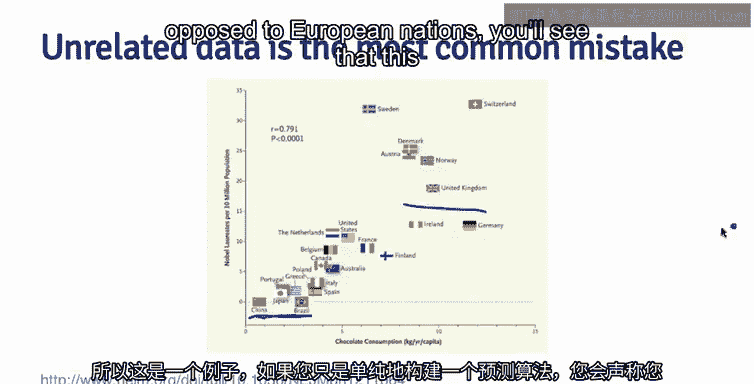 opposed to European nations, you'll see
that this
Unrelated data is the most common mistake
35
30
25
20
15
10
5
0
Nobel Laureates per 10 Million Population
r=0.791
P<0.0001
Sweden
Switzerland
Denmark
Austria
Norway
United Kingdom
United
States
The Netherlands
Ireland
Germany
Belgium
France
Canada
Finland
Poland
Australia
Portugal
Greece
Italy
Spain
Japan
China
Brazil
0
5
10
15
Chocolate Consumption (kg/yr/capita)
所以这是一个例子，如果您只是单纯地构建一个预测算法，您会声称您